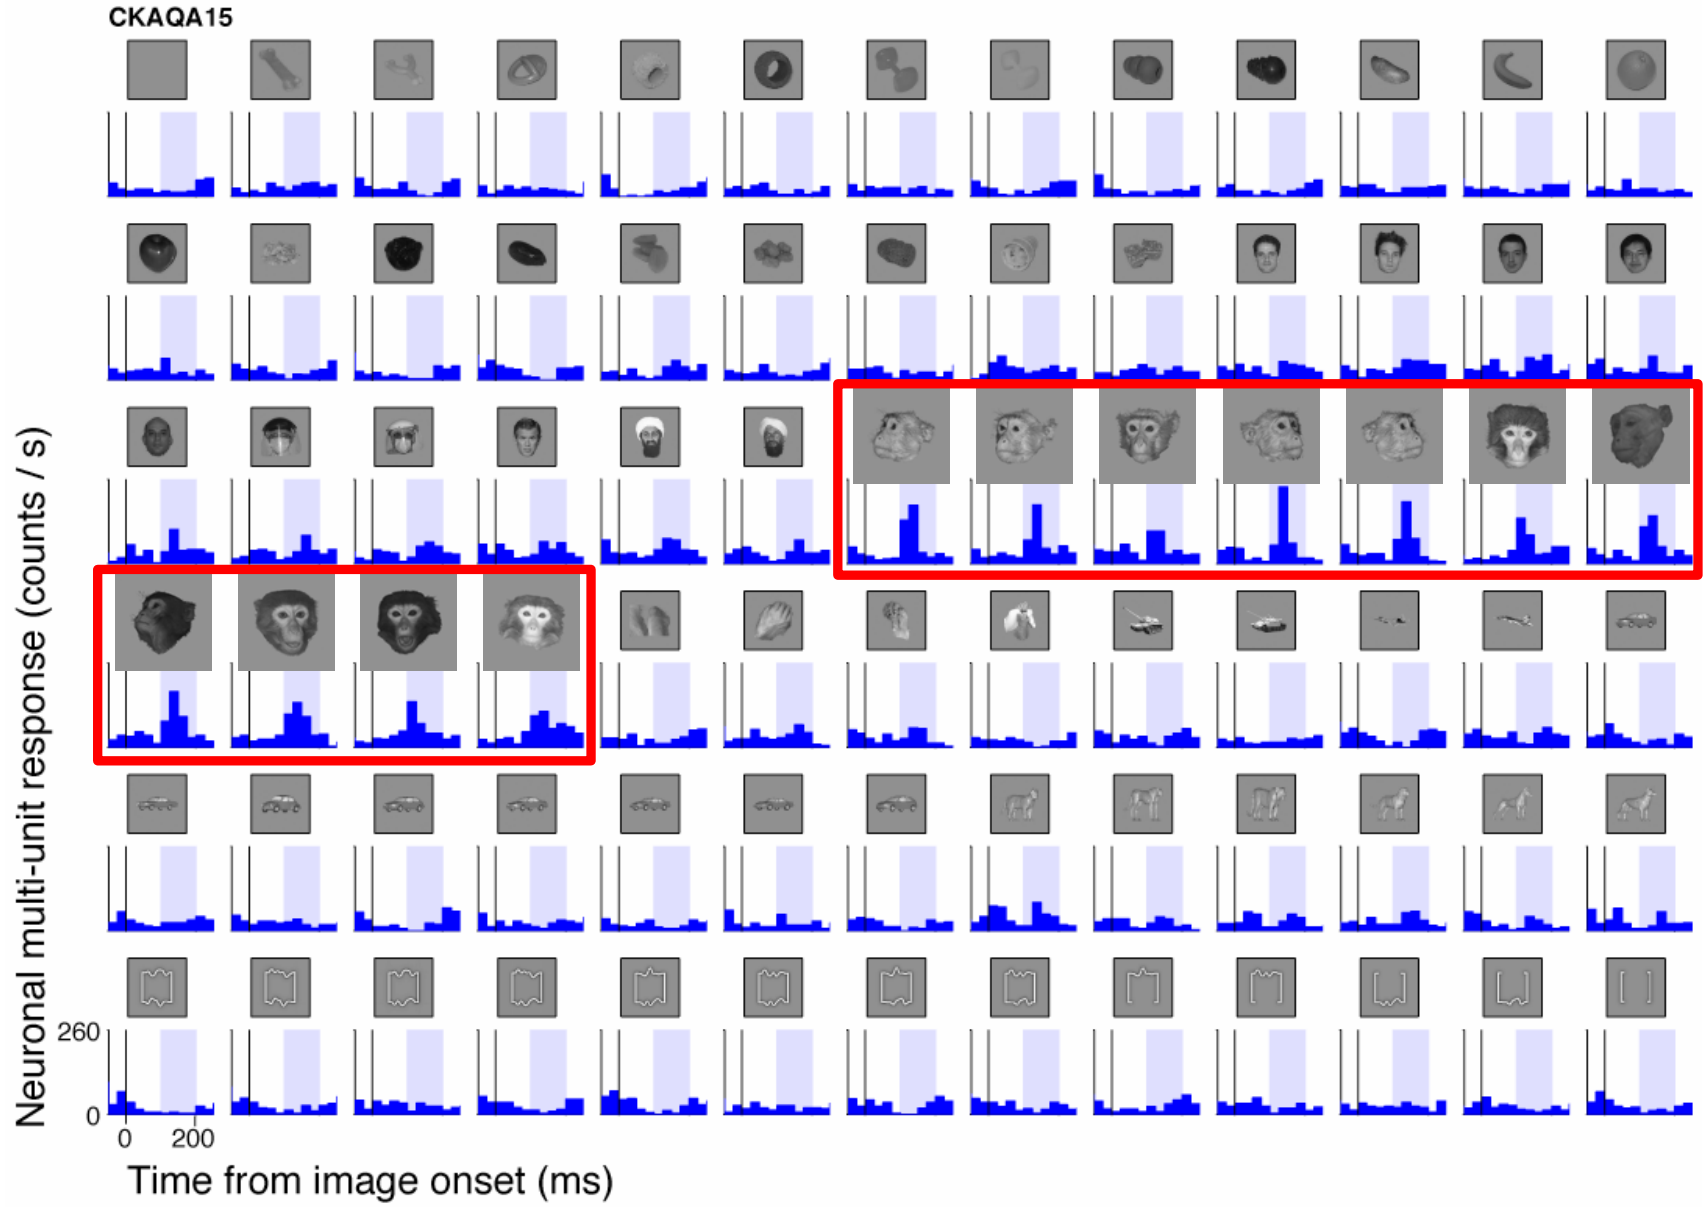 CKAQA15
Neuronal multi-unit response (counts / s)
260
0
0 200
Time from image onset (ms)